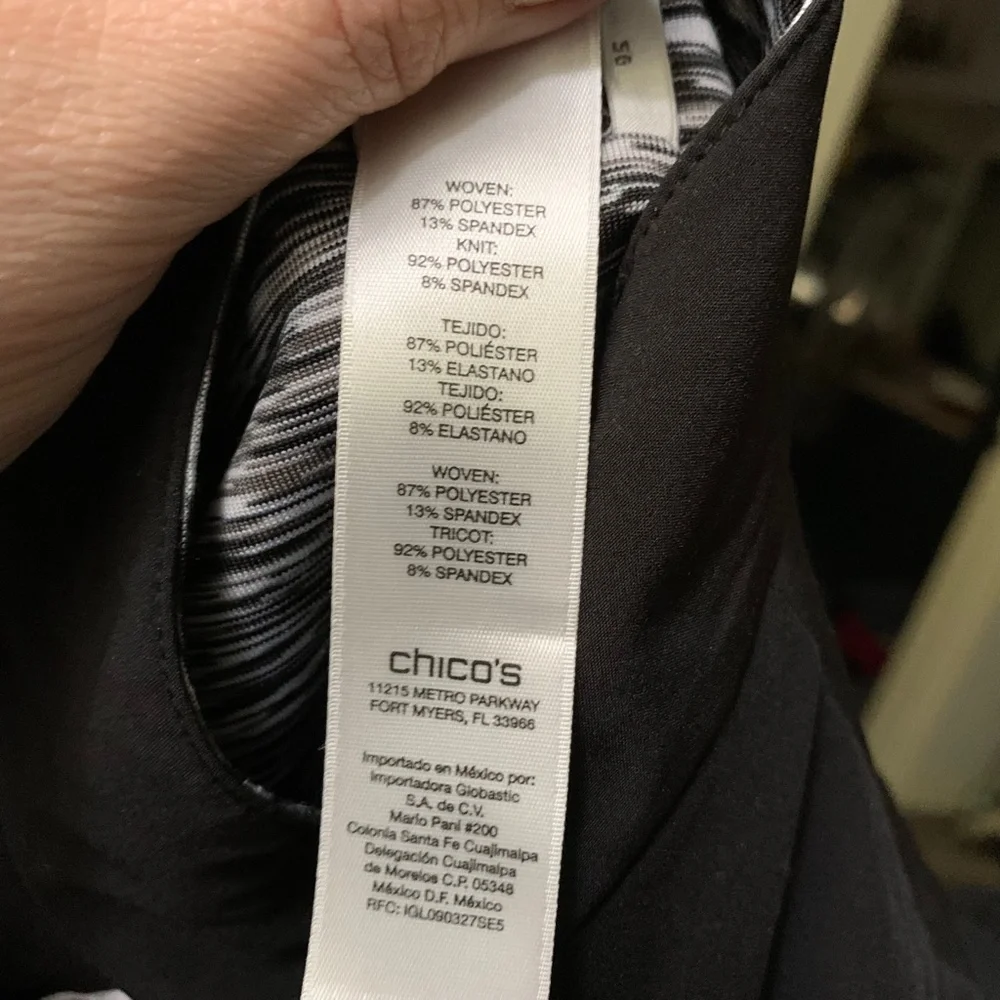 WOVEN:
87% POLYESTER
13% SPANDEX
KNIT:
92% POLYESTER
8% SPANDEX
TEJIDO:
87% POLIÉSTER
13% ELASTANO
TEJIDO:
92% POLIÉSTER
8% ELASTANO
WOVEN:
87% POLYESTER
13% SPANDEX
TRICOT:
92% POLYESTER
8% SPANDEX
chico's
11215 METRO PARKWAY
FORT MYERS, FL 33966
Importado en México por:
Importadora Globastic
S.A. de C.V.
Mario Pani #200
Colonia Santa Fe Cuajimalpa
Delegación Cuajimalpa
de Morelos C.P. 05348
México D.F. México
RFC: IGL090327SE5